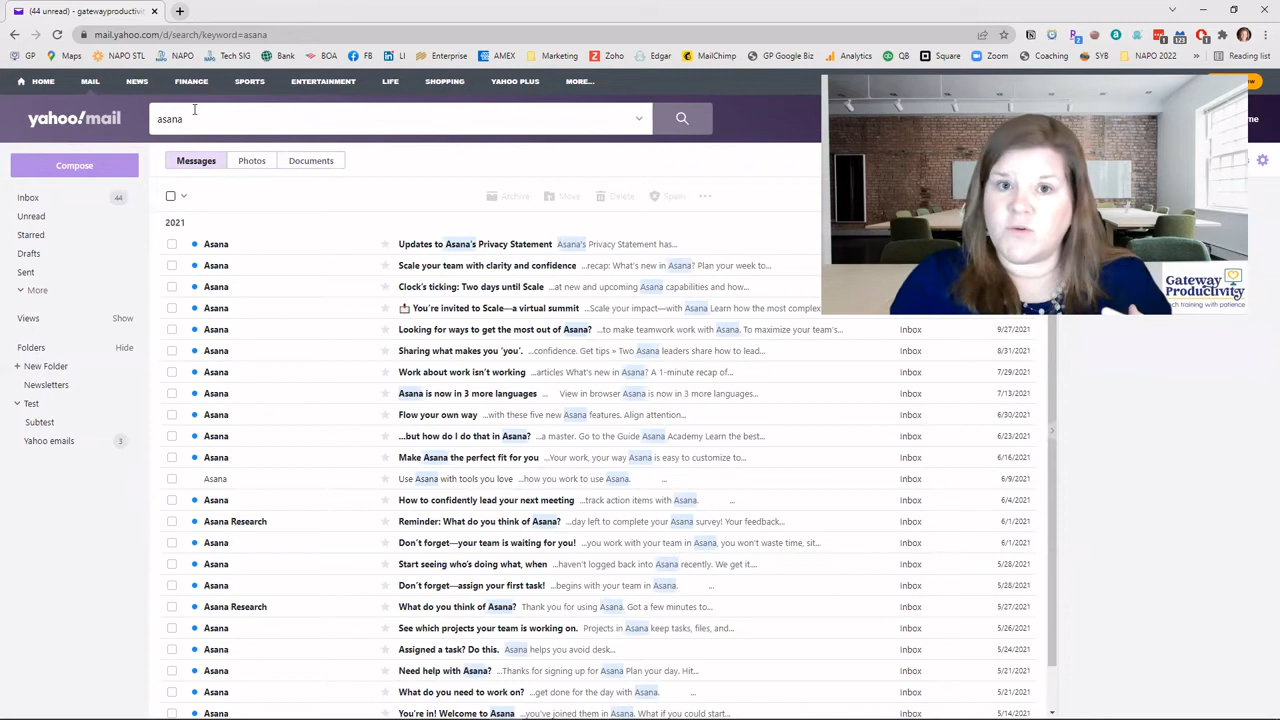 (44 unread) - gatewayproductivi
mail.yahoo.com/d/search/keyword=asana
GP Maps NAPO STL NAPO Tech SIG Booking BOA FB LI Enterprise AMEX Marketing Zoho Edgar MailChimp GP Google Biz Analytics QB Square Zoom Coaching SYB NAPO 2022 Reading list
HOME MAIL NEWS FINANCE SPORTS ENTERTAINMENT LIFE SHOPPING YAHOO PLUS MORE...
yahoo!mail
asana
Compose
Messages Photos Documents
Archive Move Delete Spam
Inbox 44
Unread
Starred
Drafts
Sent
More
Views Show
Folders Hide
+ New Folder
Newsletters
Test
Subtest
Yahoo emails 3
2021
Asana Updates to Asana's Privacy Statement Asana's Privacy Statement has...
Asana Scale your team with clarity and confidence ...recap: What's new in Asana? Plan your week to...
Asana Clock's ticking: Two days until Scale ...at new and upcoming Asana capabilities and how...
Asana You're invited to Scale—a virtual summit ...Scale your impact—with Asana Learn how the most complex
Asana Looking for ways to get the most out of Asana? ...to make teamwork work with Asana. To maximize your team's... Inbox 9/27/2021
Asana Sharing what makes you 'you'. ...confidence. Get tips » Two Asana leaders share how to lead... Inbox 8/31/2021
Asana Work about work isn't working ...articles What's new in Asana? A 1-minute recap of... Inbox 7/29/2021
Asana Asana is now in 3 more languages ... View in browser Asana is now in 3 more languages... Inbox 7/13/2021
Asana Flow your own way ...with these five new Asana features. Align attention... Inbox 6/30/2021
Asana ...but how do I do that in Asana? ...a master. Go to the Guide Asana Academy Learn the best... Inbox 6/23/2021
Asana Make Asana the perfect fit for you ...Your work, your way Asana is easy to customize to... Inbox 6/16/2021
Asana Use Asana with tools you love ...how you work to use Asana. ... Inbox 6/9/2021
Asana How to confidently lead your next meeting ...track action items with Asana. ... Inbox 6/4/2021
Asana Research Reminder: What do you think of Asana? ...day left to complete your Asana survey! Your feedback... Inbox 6/1/2021
Asana Don't forget—your team is waiting for you! ...you work with your team in Asana, you won't waste time, sit... Inbox 6/1/2021
Asana Start seeing who's doing what, when ...haven't logged back into Asana recently. We get it.... Inbox 5/28/2021
Asana Don't forget—assign your first task! ...begins with your team in Asana. ... Inbox 5/28/2021
Asana Research What do you think of Asana? Thank you for using Asana. Got a few minutes to... Inbox 5/27/2021
Asana See which projects your team is working on. Projects in Asana keep tasks, files, and... Inbox 5/26/2021
Asana Assigned a task? Do this. Asana helps you avoid desk... Inbox 5/24/2021
Asana Need help with Asana? ...Thanks for signing up for Asana Plan your day. Hit... Inbox 5/21/2021
Asana What do you need to work on? ...get done for the day with Asana. ... Inbox 5/21/2021
Asana You're in! Welcome to Asana ...you've joined them in Asana. What if you could start... Inbox 5/14/2021
Gateway
Productivity
tech training with patience